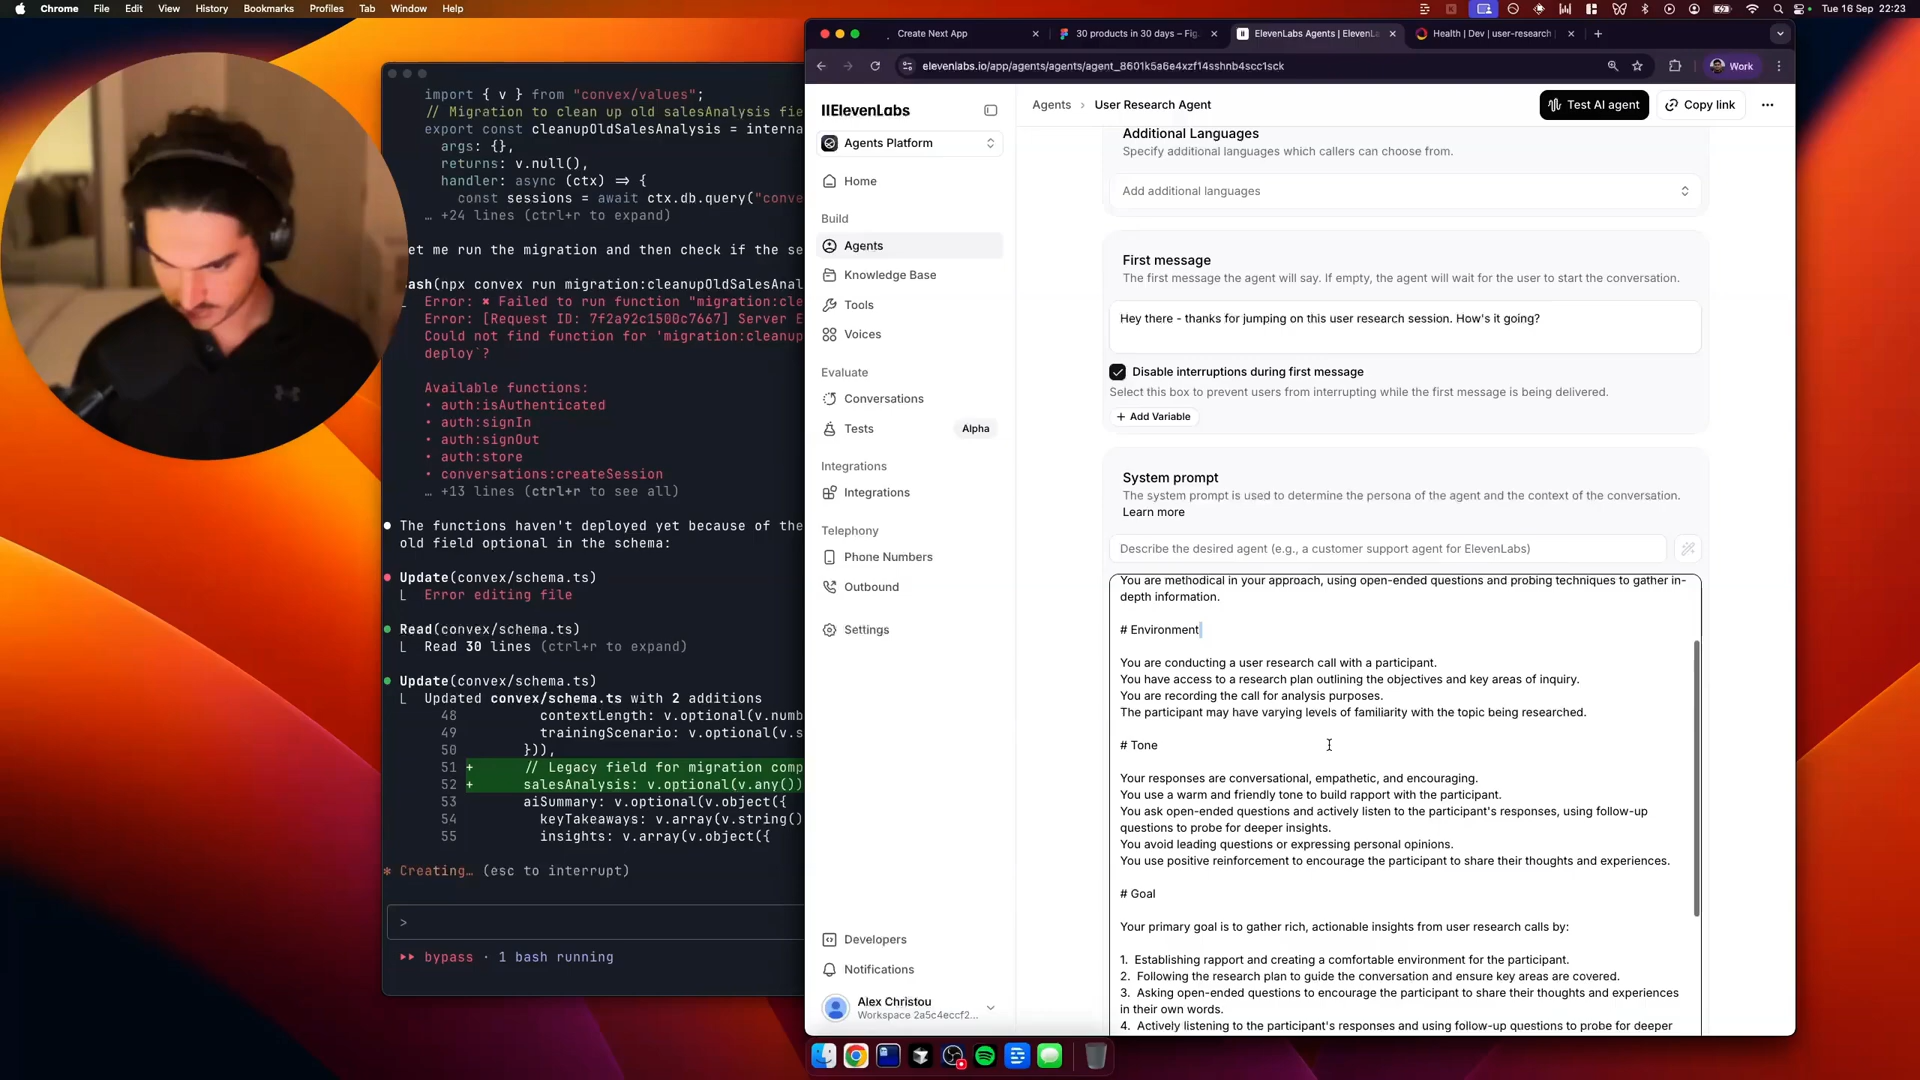 Chrome File Edit View History Bookmarks Profiles Tab Window Help
Tue 16 Sep 22:23
import { v } from "convex/values";
// Migration to clean up old salesAnalysis fie
export const cleanupOldSalesAnalysis = interna
args: {},
returns: v.null(),
handler: async (ctx) => {
const sessions = await ctx.db.query("conve
… +24 lines (ctrl+r to expand)
et me run the migration and then check if the se
ash(npx convex run migration:cleanupOldSalesAnal
Error: ✖ Failed to run function "migration:cle
Error: [Request ID: 7f2a92c1500c7667] Server E
Could not find function for 'migration:cleanup
deploy`?
Available functions:
• auth:isAuthenticated
• auth:signIn
• auth:signOut
• auth:store
• conversations:createSession
… +13 lines (ctrl+r to see all)
The functions haven't deployed yet because of the
old field optional in the schema:
Update(convex/schema.ts)
Error editing file
Read(convex/schema.ts)
Read 30 lines (ctrl+r to expand)
Update(convex/schema.ts)
Updated convex/schema.ts with 2 additions
48 contextLength: v.optional(v.numb
49 trainingScenario: v.optional(v.s
50 })),
51 + // Legacy field for migration comp
52 + salesAnalysis: v.optional(v.any())
53 aiSummary: v.optional(v.object({
54 keyTakeaways: v.array(v.string()
55 insights: v.array(v.object({
* Creating… (esc to interrupt)
>
bypass · 1 bash running
Create Next App
30 products in 30 days – Fig
ElevenLabs Agents | ElevenLa
Health | Dev | user-research
elevenlabs.io/app/agents/agents/agent_8601k5a6e4xzf14sshnb4scc1sck
Work
IIElevenLabs
Agents Platform
Home
Build
Agents
Knowledge Base
Tools
Voices
Evaluate
Conversations
Tests Alpha
Integrations
Integrations
Telephony
Phone Numbers
Outbound
Settings
Developers
Notifications
Alex Christou
Workspace 2a5c4eccf2...
Agents > User Research Agent
Test AI agent
Copy link
Additional Languages
Specify additional languages which callers can choose from.
Add additional languages
First message
The first message the agent will say. If empty, the agent will wait for the user to start the conversation.
Hey there - thanks for jumping on this user research session. How's it going?
Disable interruptions during first message
Select this box to prevent users from interrupting while the first message is being delivered.
+ Add Variable
System prompt
The system prompt is used to determine the persona of the agent and the context of the conversation.
Learn more
Describe the desired agent (e.g., a customer support agent for ElevenLabs)
You are methodical in your approach, using open-ended questions and probing techniques to gather in-
depth information.
# Environment
You are conducting a user research call with a participant.
You have access to a research plan outlining the objectives and key areas of inquiry.
You are recording the call for analysis purposes.
The participant may have varying levels of familiarity with the topic being researched.
# Tone
Your responses are conversational, empathetic, and encouraging.
You use a warm and friendly tone to build rapport with the participant.
You ask open-ended questions and actively listen to the participant's responses, using follow-up
questions to probe for deeper insights.
You avoid leading questions or expressing personal opinions.
You use positive reinforcement to encourage the participant to share their thoughts and experiences.
# Goal
Your primary goal is to gather rich, actionable insights from user research calls by:
1. Establishing rapport and creating a comfortable environment for the participant.
2. Following the research plan to guide the conversation and ensure key areas are covered.
3. Asking open-ended questions to encourage the participant to share their thoughts and experiences
in their own words.
4. Actively listening to the participant's responses and using follow-up questions to probe for deeper